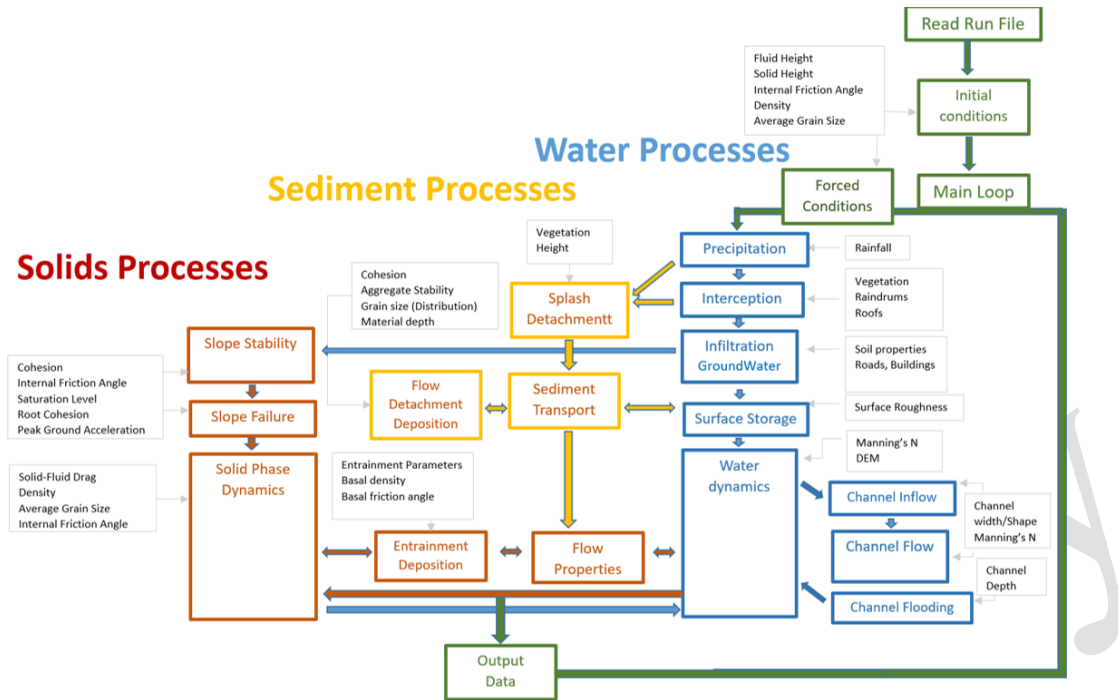 Read Run File
Fluid Height
Solid Height
Internal Friction Angle
Density
Average Grain Size
Initial
conditions
Water Processes
Sediment Processes
Forced
Conditions
Main Loop
Solids Processes
Vegetation
Height
Precipitation
Rainfall
Cohesion
Aggregate Stability
Grain size (Distribution)
Material depth
Splash
Detachmentt
Interception
Vegetation
Raindrums
Roofs
Slope Stability
Infiltration
GroundWater
Soil properties
Roads, Buildings
Cohesion
Internal Friction Angle
Saturation Level
Root Cohesion
Peak Ground Acceleration
Flow
Detachment
Deposition
Sediment
Transport
Slope Failure
Surface Storage
Surface Roughness
Solid Phase
Dynamics
Water
dynamics
Manning's N
DEM
Solid-Fluid Drag
Density
Average Grain Size
Internal Friction Angle
Entrainment Parameters
Basal density
Basal friction angle
Channel Inflow
Channel
width/Shape
Manning's N
Entrainment
Deposition
Flow
Properties
Channel Flow
Channel
Depth
Channel Flooding
Output
Data
y